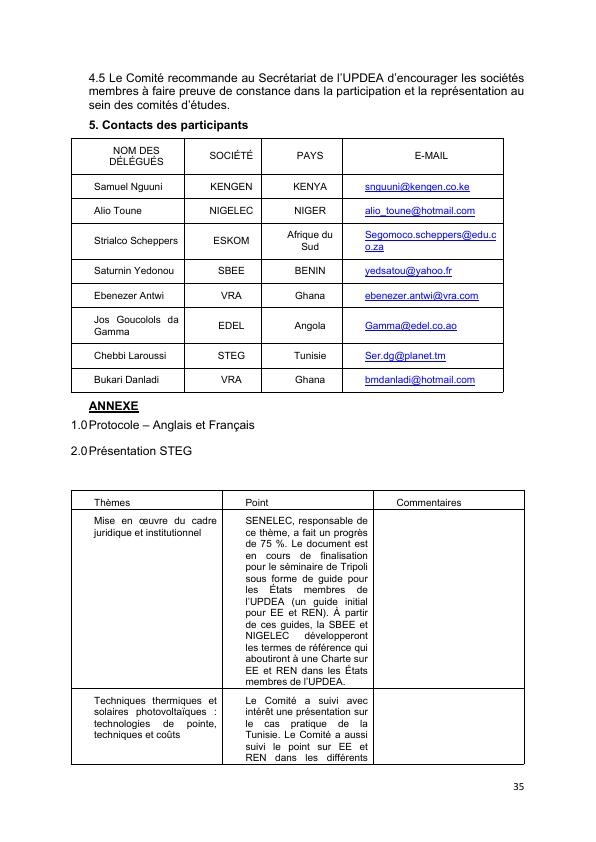 4.5 Le Comité recommande au Secrétariat de l’UPDEA d’encourager les sociétés
membres à faire preuve de constance dans la participation et la représentation au
sein des comités d’études.
5. Contacts des participants
NOM DES
DÉLÉGUÉS
SOCIÉTÉ
PAYS
E-MAIL
Samuel Nguuni
KENGEN
KENYA
snguuni@kengen.co.ke
Alio Toune
NIGELEC
NIGER
alio_toune@hotmail.com
Strialco Scheppers
ESKOM
Afrique du
Sud
Segomoco.scheppers@edu.c
o.za
Saturnin Yedonou
SBEE
BENIN
yedsatou@yahoo.fr
Ebenezer Antwi
VRA
Ghana
ebenezer.antwi@vra.com
Jos Goucolols da
Gamma
EDEL
Angola
Gamma@edel.co.ao
Chebbi Laroussi
STEG
Tunisie
Ser.dg@planet.tm
Bukari Danladi
VRA
Ghana
bmdanladi@hotmail.com
ANNEXE
1.0 Protocole – Anglais et Français
2.0 Présentation STEG
Thèmes
Point
Commentaires
Mise en œuvre du cadre
juridique et institutionnel
SENELEC, responsable de
ce thème, a fait un progrès
de 75 %. Le document est
en cours de finalisation
pour le séminaire de Tripoli
sous forme de guide pour
les États membres de
l’UPDEA (un guide initial
pour EE et REN). À partir
de ces guides, la SBEE et
NIGELEC développeront
les termes de référence qui
aboutiront à une Charte sur
EE et REN dans les États
membres de l’UPDEA.
Techniques thermiques et
solaires photovoltaïques :
technologies de pointe,
techniques et coûts
Le Comité a suivi avec
intérêt une présentation sur
le cas pratique de la
Tunisie. Le Comité a aussi
suivi le point sur EE et
REN dans les différents
35